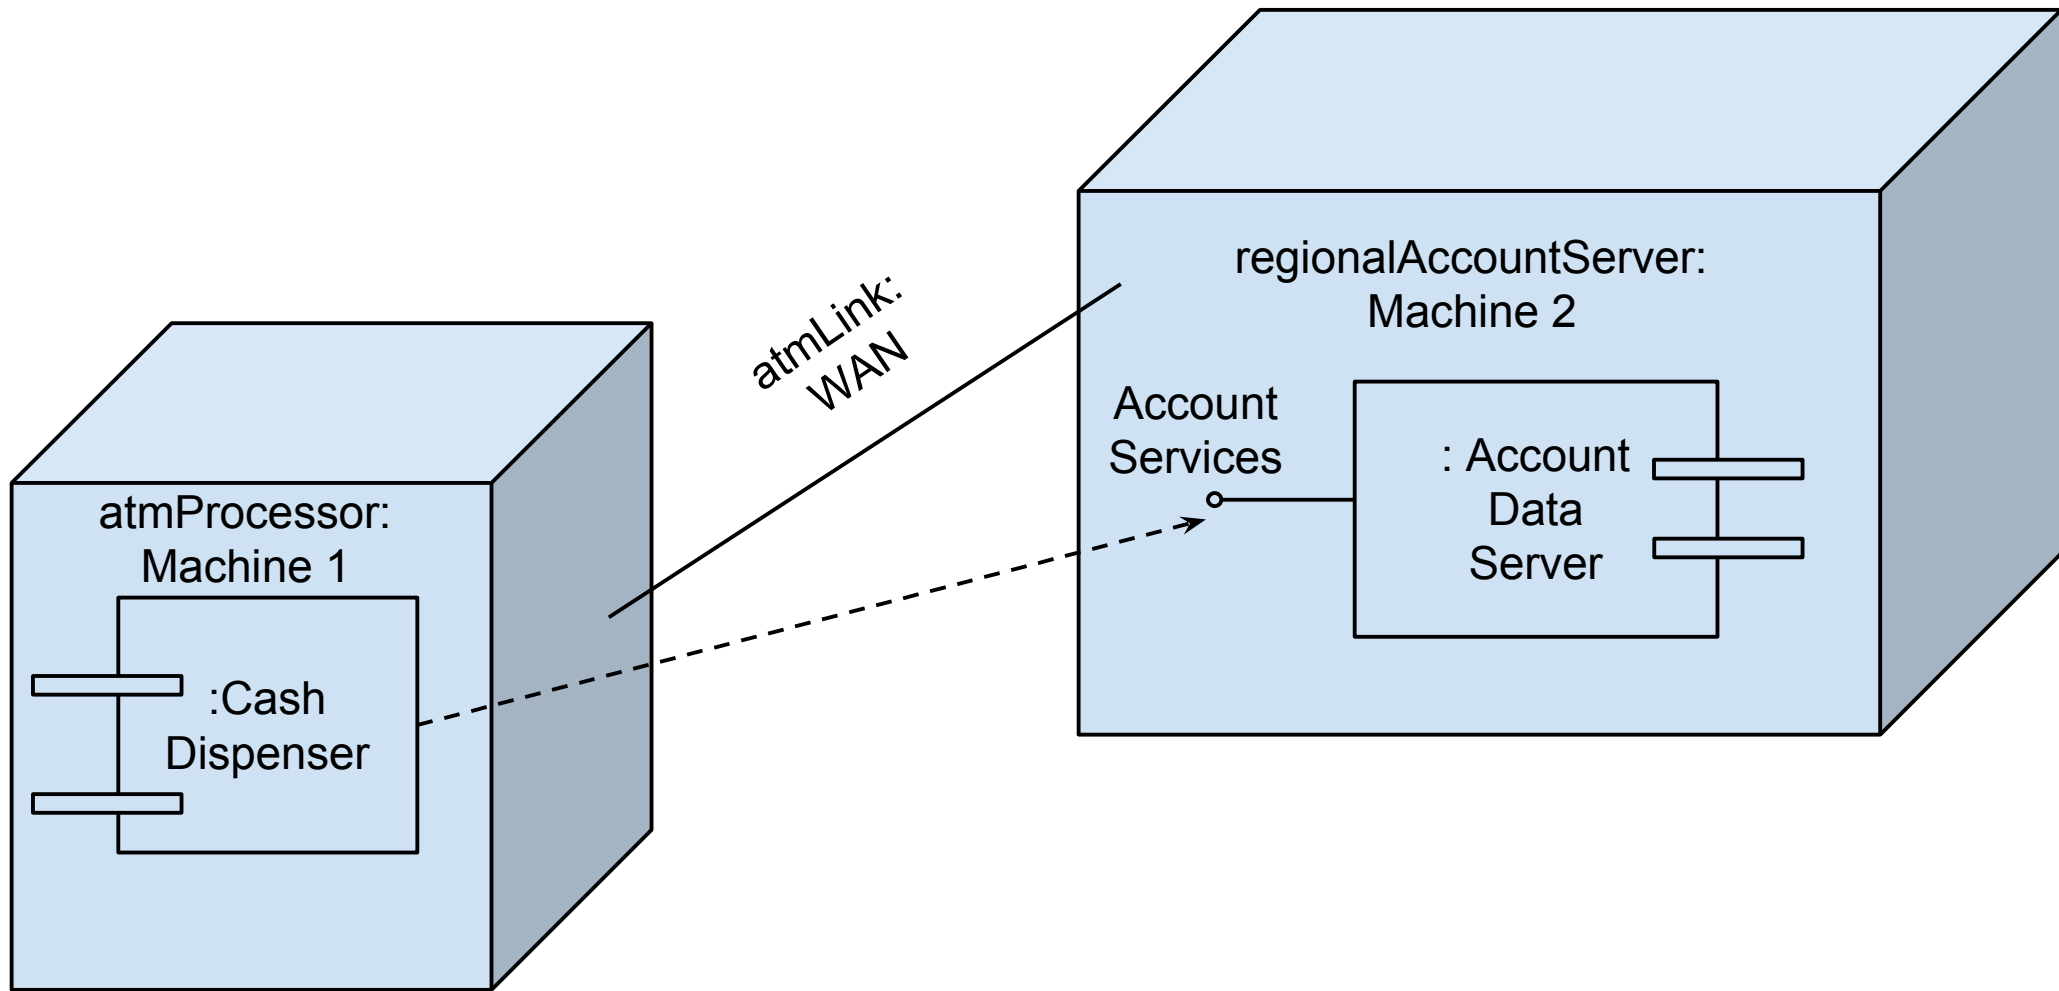 atmProcessor:
Machine 1
:Cash
Dispenser
atmLink:
WAN
regionalAccountServer:
Machine 2
Account
Services
: Account
Data
Server